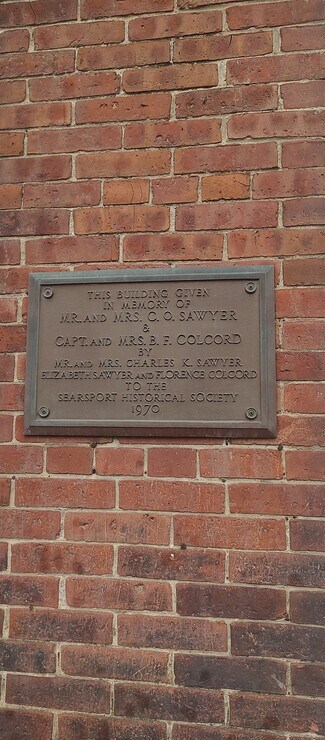 THIS BUILDING GIVEN
IN MEMORY OF
MR. AND MRS. C. O. SAWYER
&
CAPT. AND MRS. B. F. COLCORD
BY
MR. AND MRS. CHARLES K. SAWYER
ELIZABETH SAWYER AND FLORENCE COLCORD
TO THE
SEARSPORT HISTORICAL SOCIETY
1970